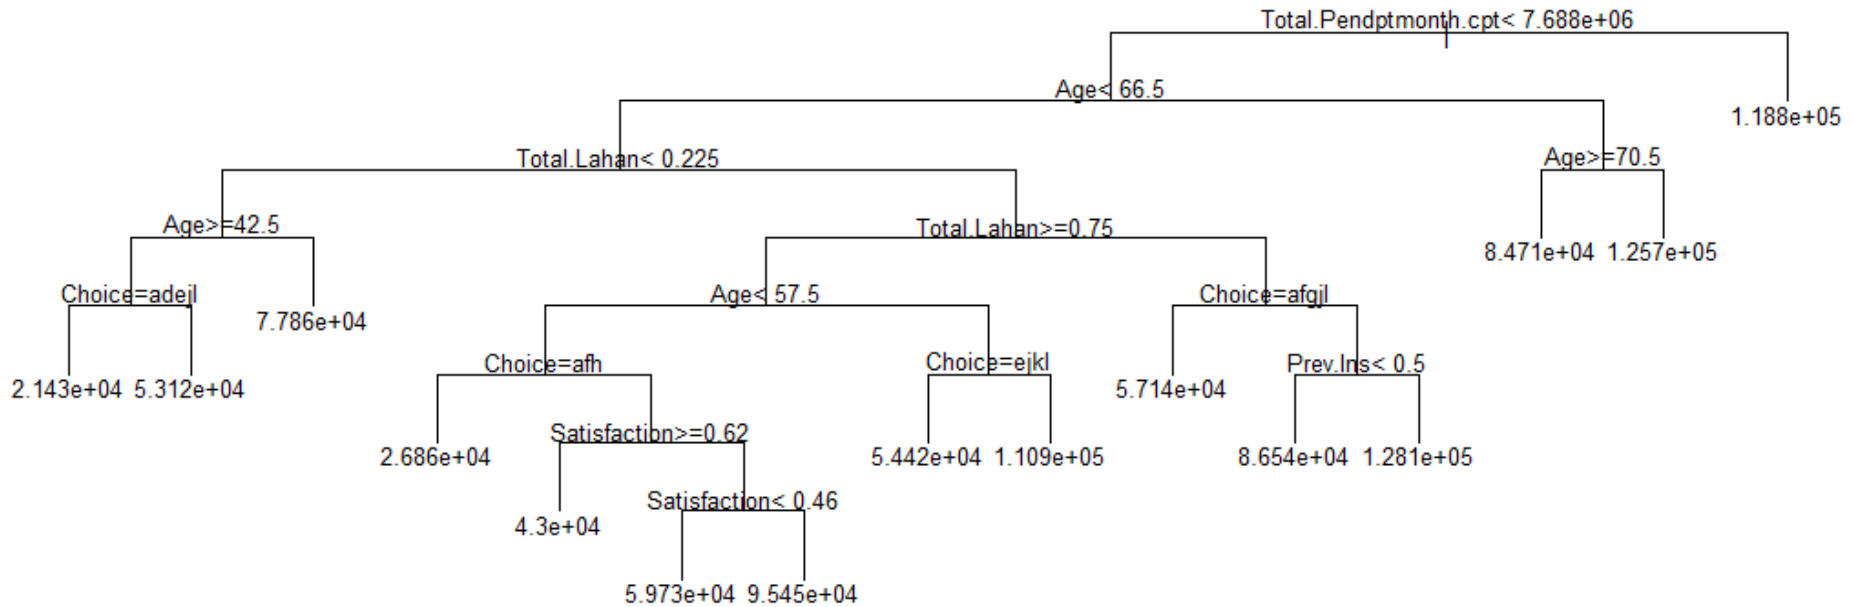 Total.Pendptmonth.cpt< 7.688e+06
Age< 66.5
1.188e+05
Total.Lahan< 0.225
Age>=70.5
Age>=42.5
Total.Lahan>=0.75
8.471e+04 1.257e+05
Choice=adejl
7.786e+04
Age< 57.5
Choice=afgjl
2.143e+04 5.312e+04
Choice=afh
Choice=ejkl
5.714e+04
Prev.Ins< 0.5
2.686e+04
Satisfaction>=0.62
5.442e+04 1.109e+05
8.654e+04 1.281e+05
4.3e+04
Satisfaction< 0.46
5.973e+04 9.545e+04